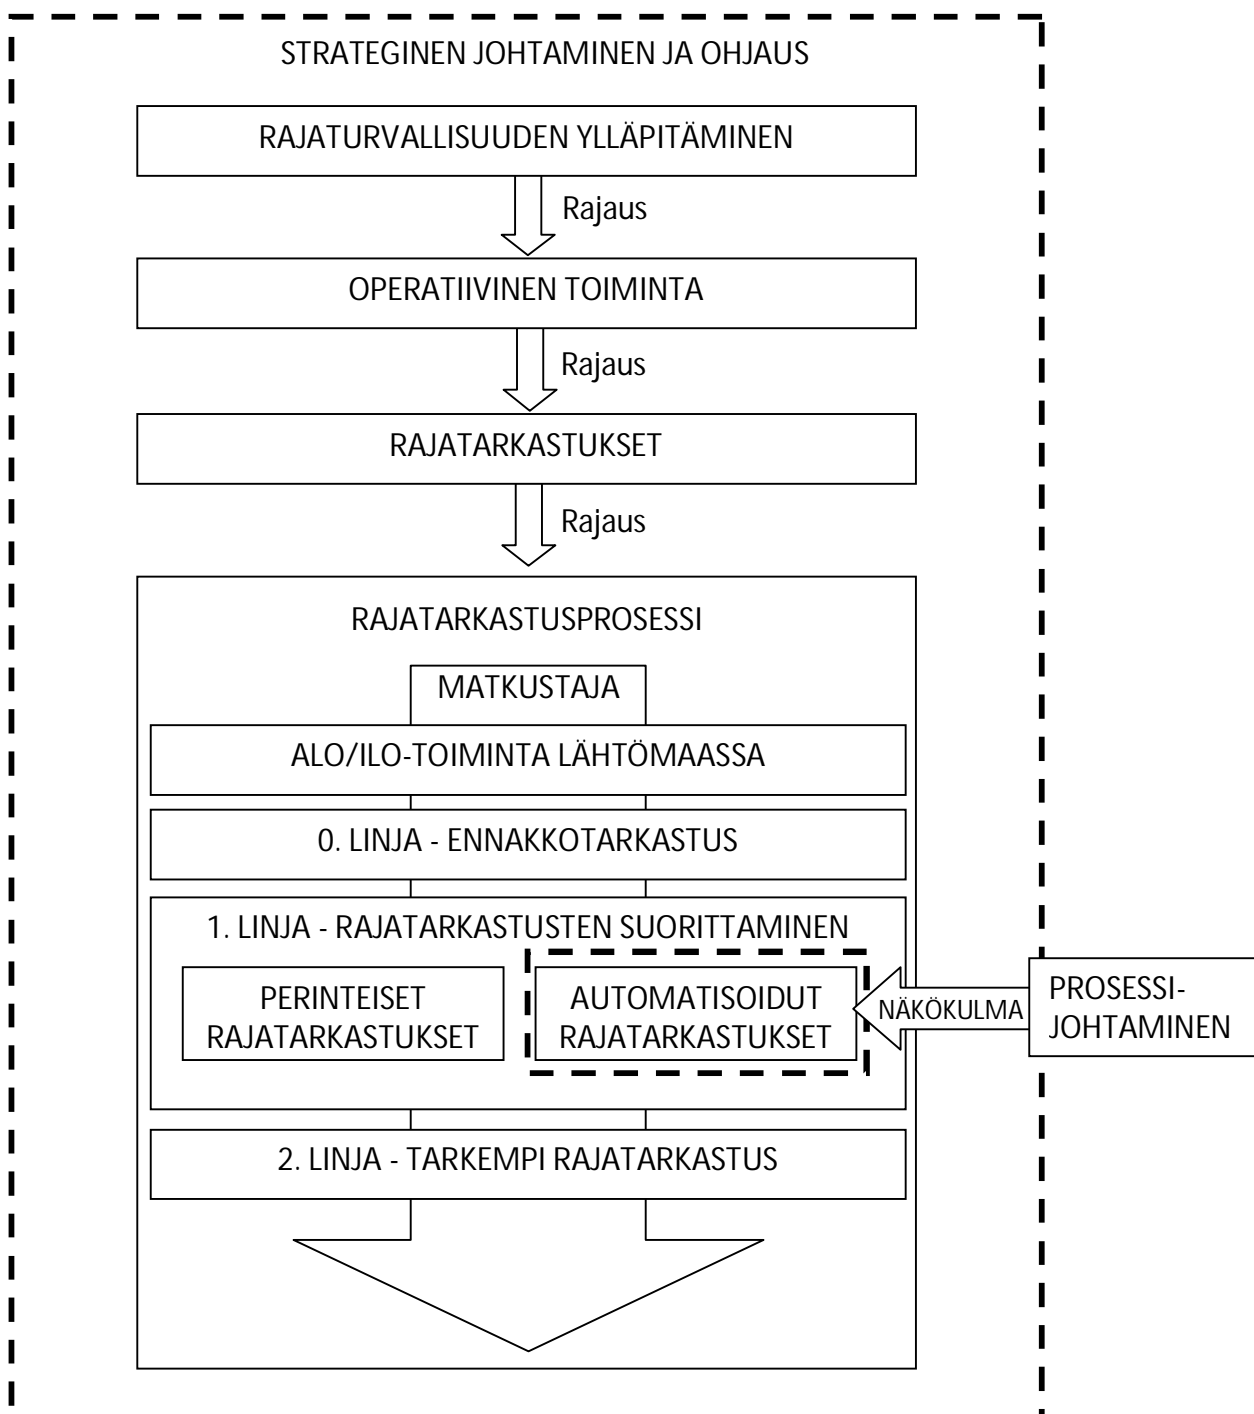 STRATEGINEN JOHTAMINEN JA OHJAUS
RAJATURVALLISUUDEN YLLÄPITÄMINEN
Rajaus
OPERATIIVINEN TOIMINTA
Rajaus
RAJATARKASTUKSET
Rajaus
RAJATARKASTUSPROSESSI
MATKUSTAJA
ALO/ILO-TOIMINTA LÄHTÖMAASSA
0. LINJA - ENNAKKOTARKASTUS
1. LINJA - RAJATARKASTUSTEN SUORITTAMINEN
PERINTEISET
RAJATARKASTUKSET
AUTOMATISOIDUT
RAJATARKASTUKSET
NÄKÖKULMA
PROSESSI-
JOHTAMINEN
2. LINJA - TARKEMPI RAJATARKASTUS